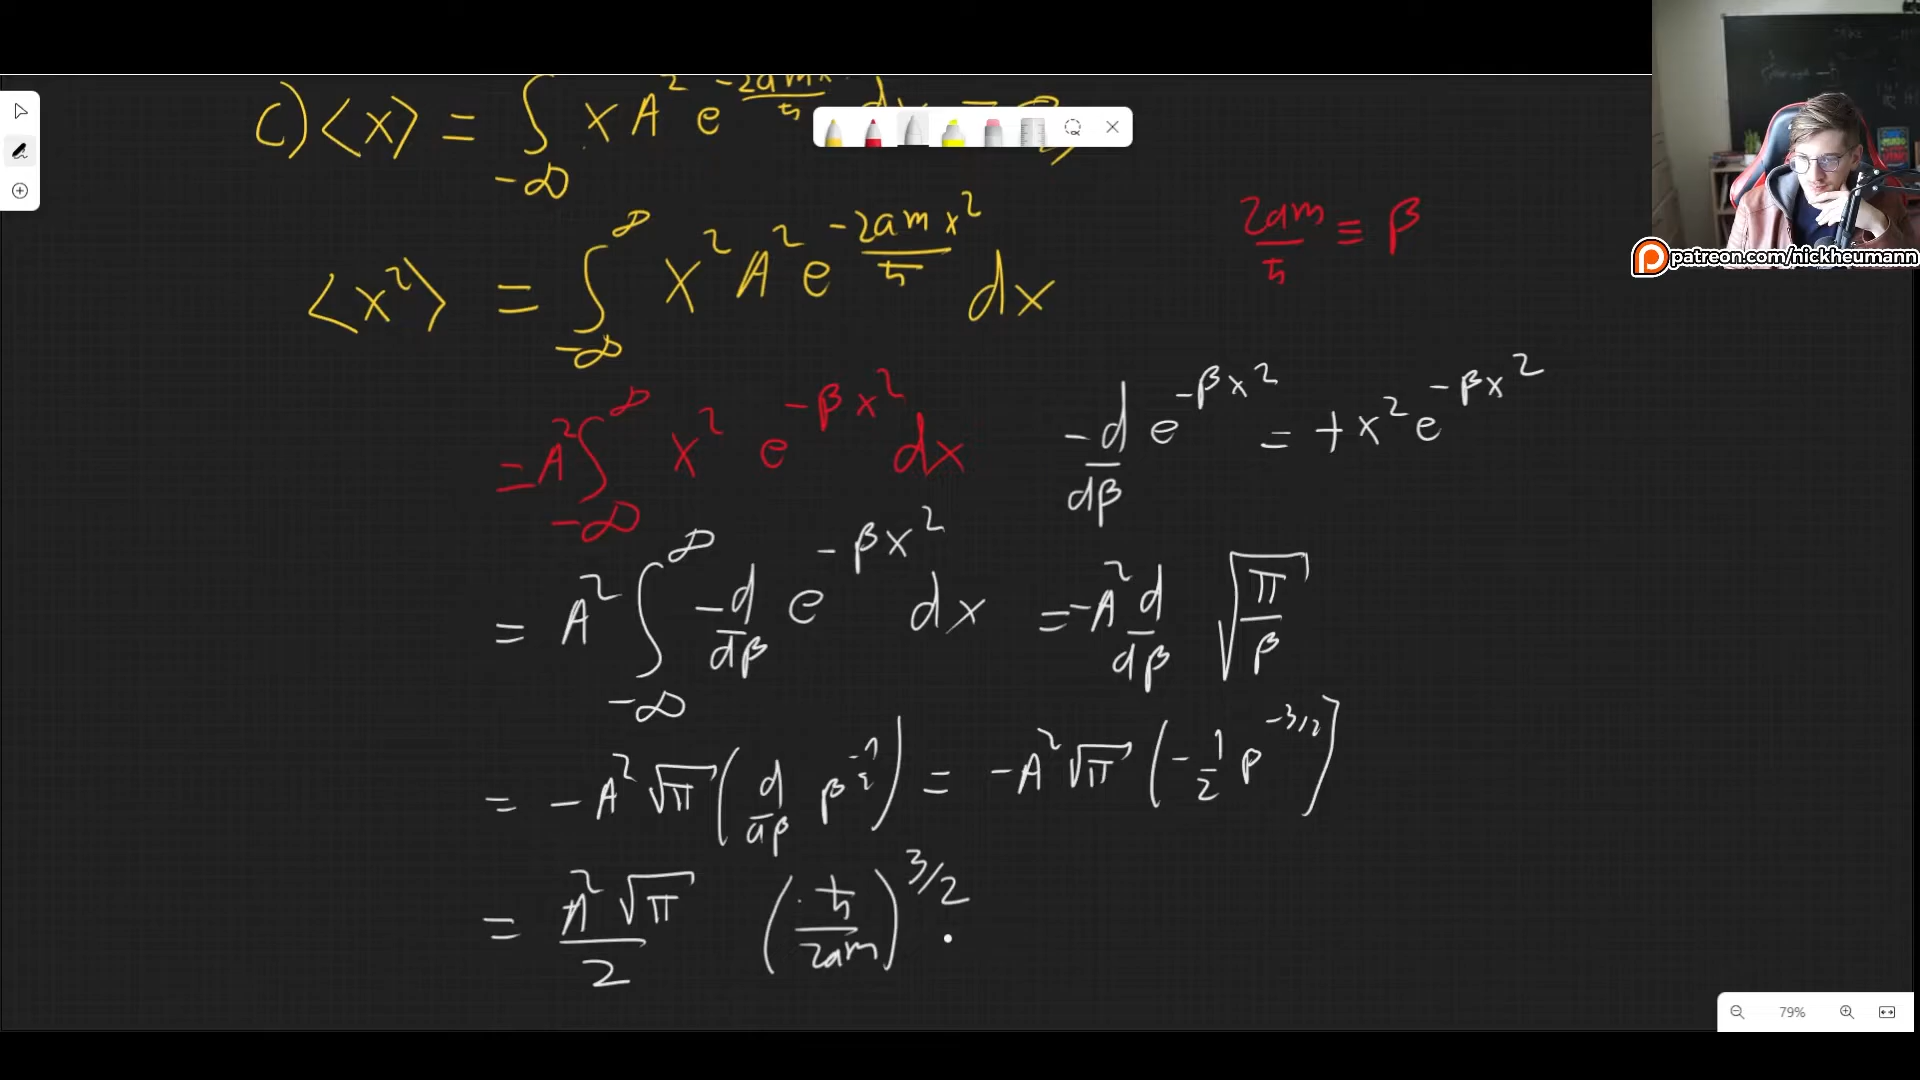 c) ⟨x⟩ = ∫_{-∞} x A² e^{-2amx/ħ} dx =
⟨x²⟩ = ∫_{-∞}^{∞} x² A² e^{-2amx²/ħ} dx
2am/ħ ≡ β
patreon.com/nickheumann
= A² ∫_{-∞}^{∞} x² e^{-βx²} dx
-d/dβ e^{-βx²} = +x² e^{-βx²}
= A² ∫_{-∞}^{∞} -d/dβ e^{-βx²} dx = -A² d/dβ √(π/β)
= -A² √π (d/dβ β^{-1/2}) = -A² √π (-1/2 β^{-3/2})
= A² √π / 2 (ħ/2am)^{3/2}
79%